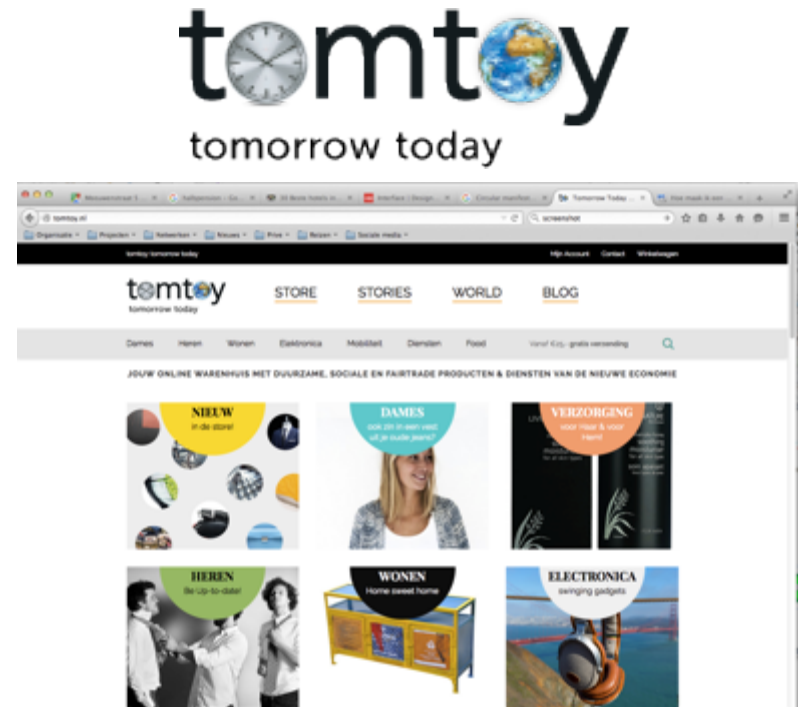 tomtoy
tomorrow today
tomtoy.nl
screenshot
Organisatie
Projecten
Netwerken
Nieuws
Prive
Reizen
Sociale media
tomtoy tomorrow today
Mijn Account Contact Winkelwagen
tomtoy
tomorrow today
STORE STORIES WORLD BLOG
Dames Heren Wonen Elektronica Mobiliteit Diensten Food Vanaf €25,- gratis verzending
JOUW ONLINE WARENHUIS MET DUURZAME, SOCIALE EN FAIRTRADE PRODUCTEN & DIENSTEN VAN DE NIEUWE ECONOMIE
NIEUW
in de store!
DAMES
ook zin in een vest
uit je oude jeans?
VERZORGING
voor Haar & voor
Hem!
HEREN
Be Up-to-date!
WONEN
Home sweet home
ELECTRONICA
swinging gadgets